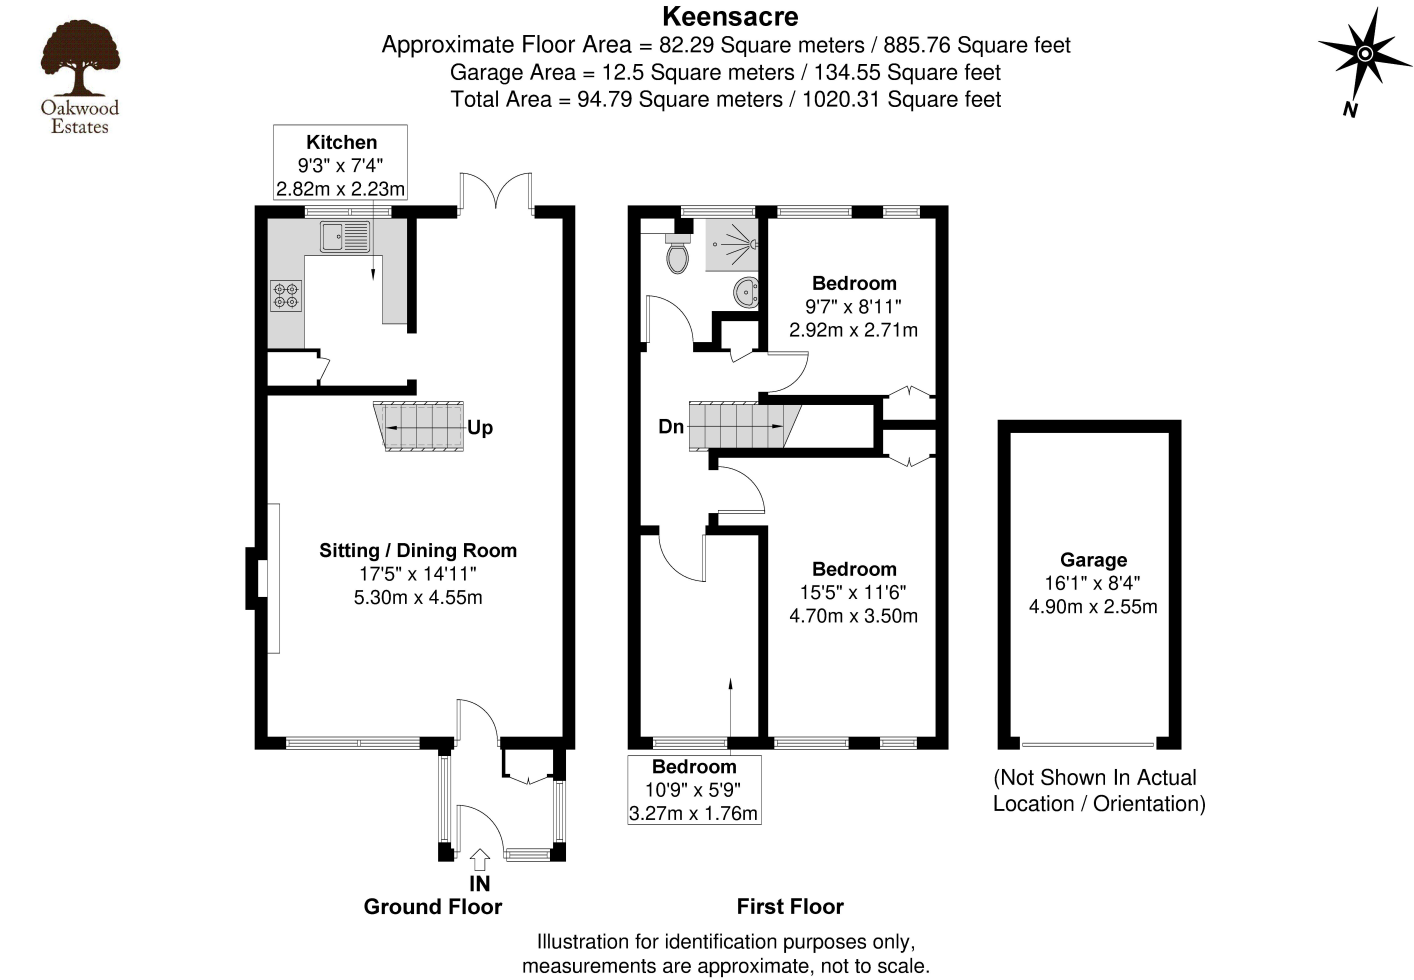 Keensacre
Approximate Floor Area = 82.29 Square meters / 885.76 Square feet
Garage Area = 12.5 Square meters / 134.55 Square feet
Total Area = 94.79 Square meters / 1020.31 Square feet
Oakwood
Estates
N
Kitchen
9'3" x 7'4"
2.82m x 2.23m
Up
Sitting / Dining Room
17'5" x 14'11"
5.30m x 4.55m
IN
Ground Floor
Bedroom
9'7" x 8'11"
2.92m x 2.71m
Dn
Bedroom
15'5" x 11'6"
4.70m x 3.50m
Bedroom
10'9" x 5'9"
3.27m x 1.76m
First Floor
Garage
16'1" x 8'4"
4.90m x 2.55m
(Not Shown In Actual
Location / Orientation)
Illustration for identification purposes only,
measurements are approximate, not to scale.